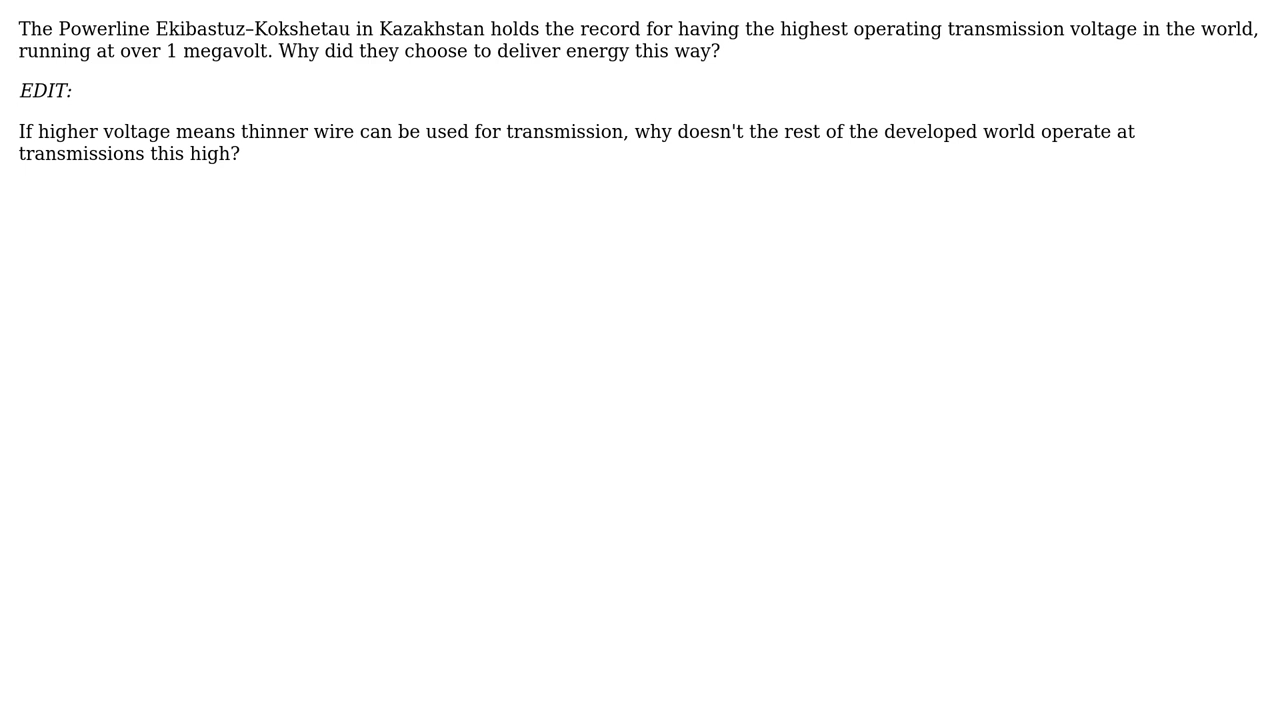 The Powerline Ekibastuz–Kokshetau in Kazakhstan holds the record for having the highest operating transmission voltage in the world,
running at over 1 megavolt. Why did they choose to deliver energy this way?
EDIT:
If higher voltage means thinner wire can be used for transmission, why doesn't the rest of the developed world operate at
transmissions this high?